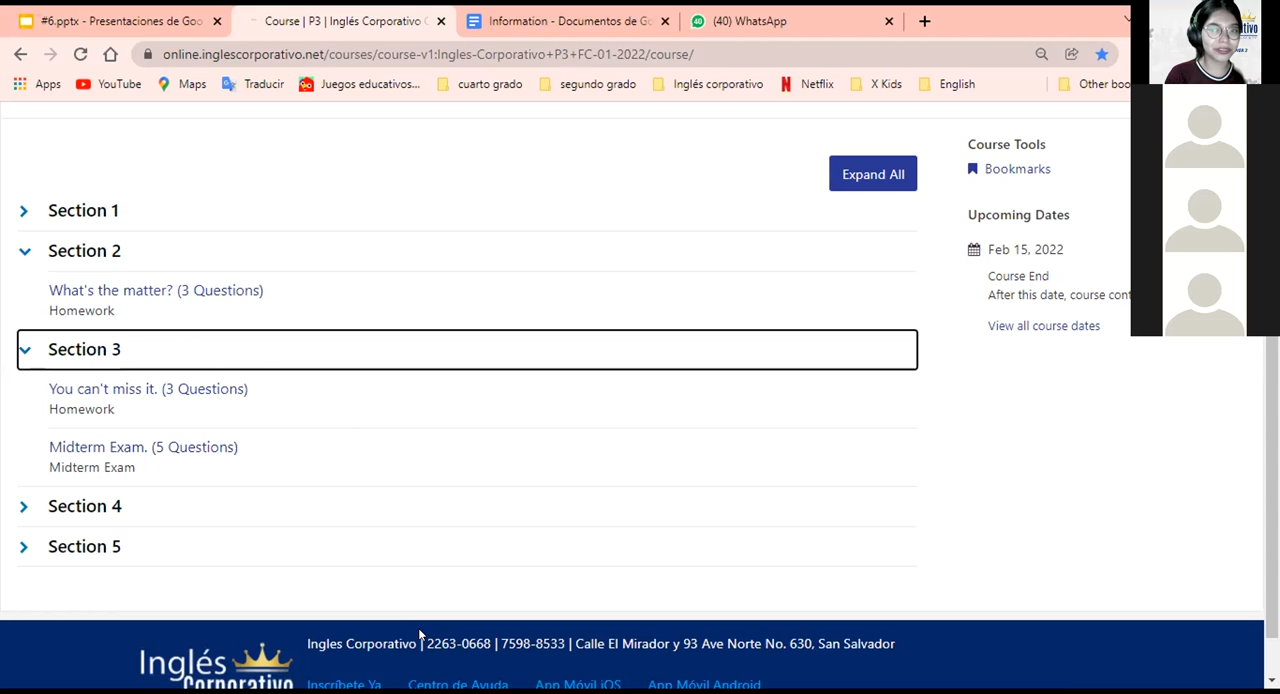 #6.pptx - Presentaciones de Goo
Course | P3 | Inglés Corporativo C
Information - Documentos de Go
(40) WhatsApp
online.inglescorporativo.net/courses/course-v1:Ingles-Corporativo+P3+FC-01-2022/course/
Apps
YouTube
Maps
Traducir
Juegos educativos...
cuarto grado
segundo grado
Inglés corporativo
Netflix
X Kids
English
Other boo
Expand All
Section 1
Section 2
What's the matter? (3 Questions)
Homework
Section 3
You can't miss it. (3 Questions)
Homework
Midterm Exam. (5 Questions)
Midterm Exam
Section 4
Section 5
Course Tools
Bookmarks
Upcoming Dates
Feb 15, 2022
Course End
After this date, course cont
View all course dates
Inglés
Corporativo
Ingles Corporativo | 2263-0668 | 7598-8533 | Calle El Mirador y 93 Ave Norte No. 630, San Salvador
Inscríbete Ya
Centro de Ayuda
App Móvil iOS
App Móvil Android